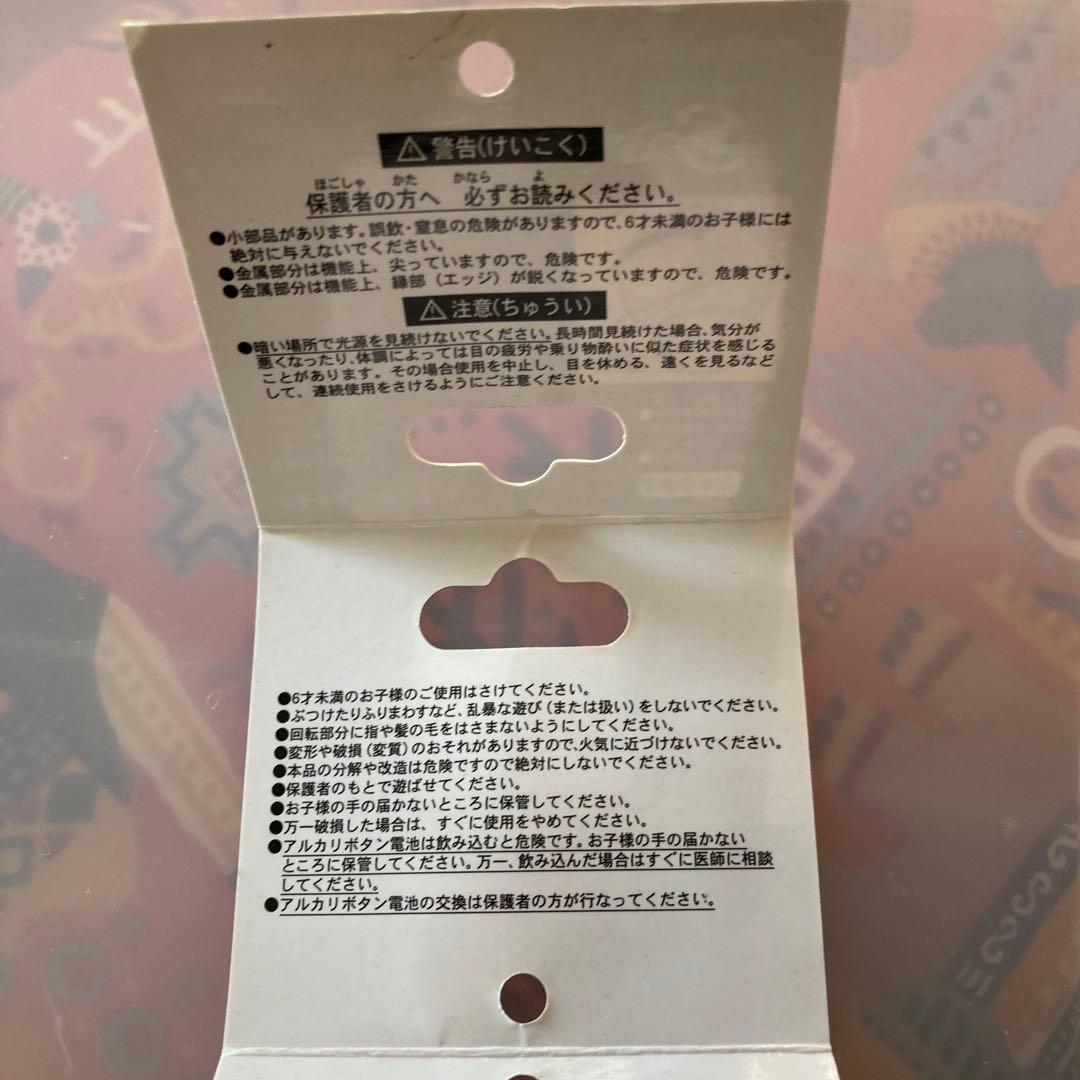 ⚠ 警告(けいこく)
ほごしゃ かた かなら よ
保護者の方へ 必ずお読みください。
●小部品があります。誤飲・窒息の危険がありますので、6才未満のお子様には
絶対に与えないでください。
●金属部分は機能上、尖っていますので、危険です。
●金属部分は機能上、縁部(エッジ)が鋭くなっていますので、危険です。
⚠ 注意(ちゅうい)
●暗い場所で光源を見続けないでください。長時間見続けた場合、気分が
悪くなったり、体調によっては目の疲労や乗り物酔いに似た症状を感じる
ことがあります。その場合使用を中止し、目を休める、遠くを見るなど
して、連続使用をさけるようにご注意ください。
●6才未満のお子様のご使用はさけてください。
●ぶつけたりふりまわすなど、乱暴な遊び(または扱い)をしないでください。
●回転部分に指や髪の毛をはさまないようにしてください。
●変形や破損(変質)のおそれがありますので、火気に近づけないでください。
●本品の分解や改造は危険ですので絶対にしないでください。
●保護者のもとで遊ばせてください。
●お子様の手の届かないところに保管してください。
●万一破損した場合は、すぐに使用をやめてください。
●アルカリボタン電池は飲み込むと危険です。お子様の手の届かない
ところに保管してください。万一、飲み込んだ場合はすぐに医師に相談
してください。
●アルカリボタン電池の交換は保護者の方が行なってください。